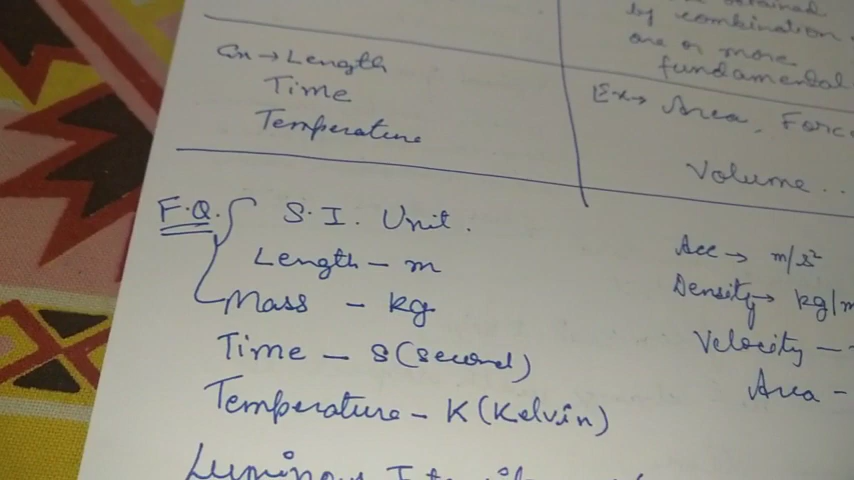 by combination
one or more
fundamental
Ex → Length
Time
Temperature
Ex → Area, Force
Volume..
F.Q. S.I. Unit.
Length - m
Mass - kg
Time - s (second)
Temperature - K (Kelvin)
Luminous
Acc → m/s²
Density → kg/m
Velocity -
Area -